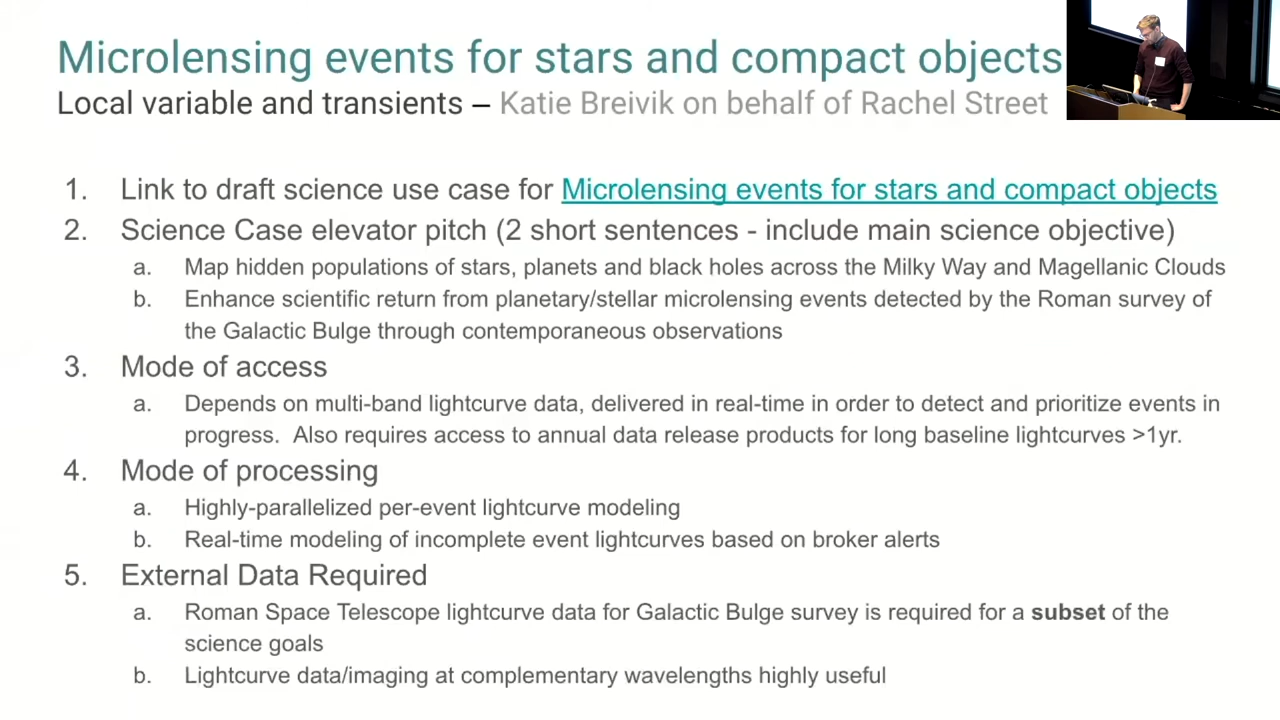 Microlensing events for stars and compact objects
Local variable and transients – Katie Breivik on behalf of Rachel Street
1. Link to draft science use case for Microlensing events for stars and compact objects
2. Science Case elevator pitch (2 short sentences - include main science objective)
a. Map hidden populations of stars, planets and black holes across the Milky Way and Magellanic Clouds
b. Enhance scientific return from planetary/stellar microlensing events detected by the Roman survey of
the Galactic Bulge through contemporaneous observations
3. Mode of access
a. Depends on multi-band lightcurve data, delivered in real-time in order to detect and prioritize events in
progress. Also requires access to annual data release products for long baseline lightcurves >1yr.
4. Mode of processing
a. Highly-parallelized per-event lightcurve modeling
b. Real-time modeling of incomplete event lightcurves based on broker alerts
5. External Data Required
a. Roman Space Telescope lightcurve data for Galactic Bulge survey is required for a subset of the
science goals
b. Lightcurve data/imaging at complementary wavelengths highly useful